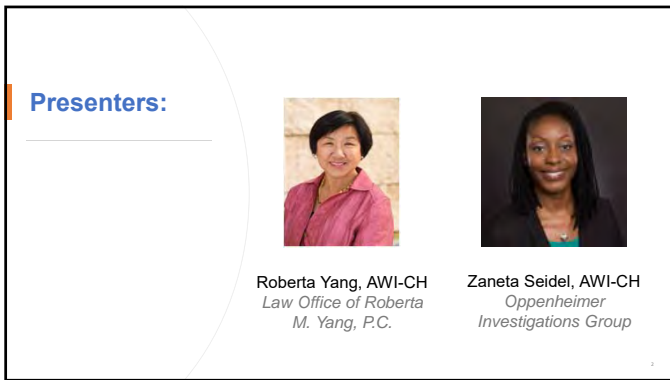 Presenters:
Roberta Yang, AWI-CH
Law Office of Roberta
M. Yang, P.C.
Zaneta Seidel, AWI-CH
Oppenheimer
Investigations Group